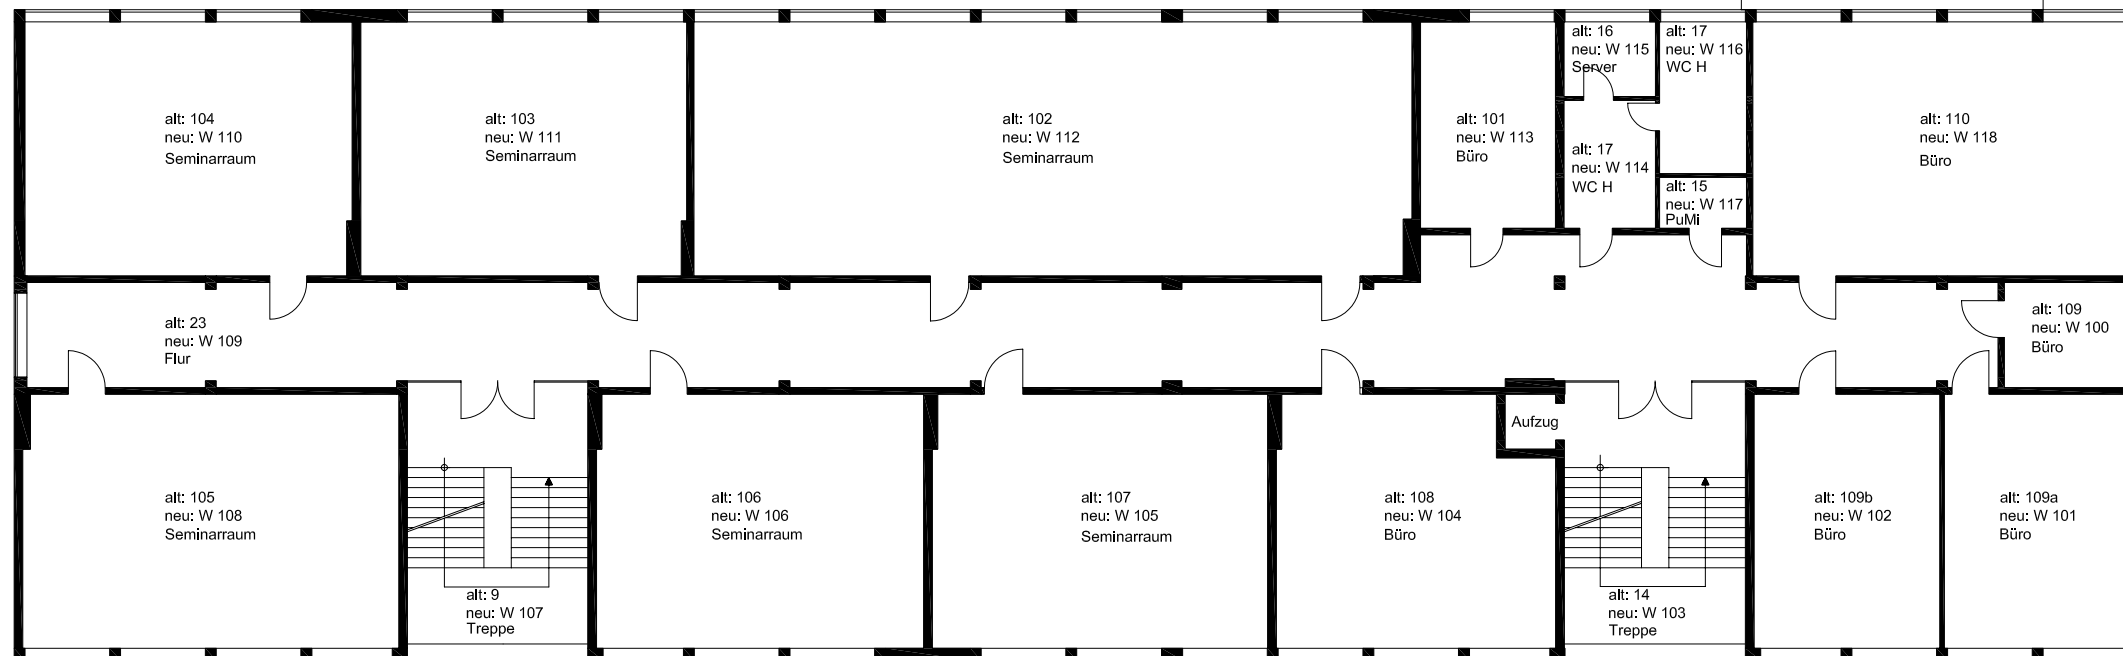 alt: 104
neu: W 110
Seminarraum
alt: 103
neu: W 111
Seminarraum
alt: 102
neu: W 112
Seminarraum
alt: 101
neu: W 113
Büro
alt: 16
neu: W 115
Server
alt: 17
neu: W 116
WC H
alt: 17
neu: W 114
WC H
alt: 15
neu: W 117
PuMi
alt: 110
neu: W 118
Büro
alt: 23
neu: W 109
Flur
alt: 109
neu: W 100
Büro
alt: 105
neu: W 108
Seminarraum
alt: 9
neu: W 107
Treppe
alt: 106
neu: W 106
Seminarraum
alt: 107
neu: W 105
Seminarraum
alt: 108
neu: W 104
Büro
Aufzug
alt: 14
neu: W 103
Treppe
alt: 109b
neu: W 102
Büro
alt: 109a
neu: W 101
Büro